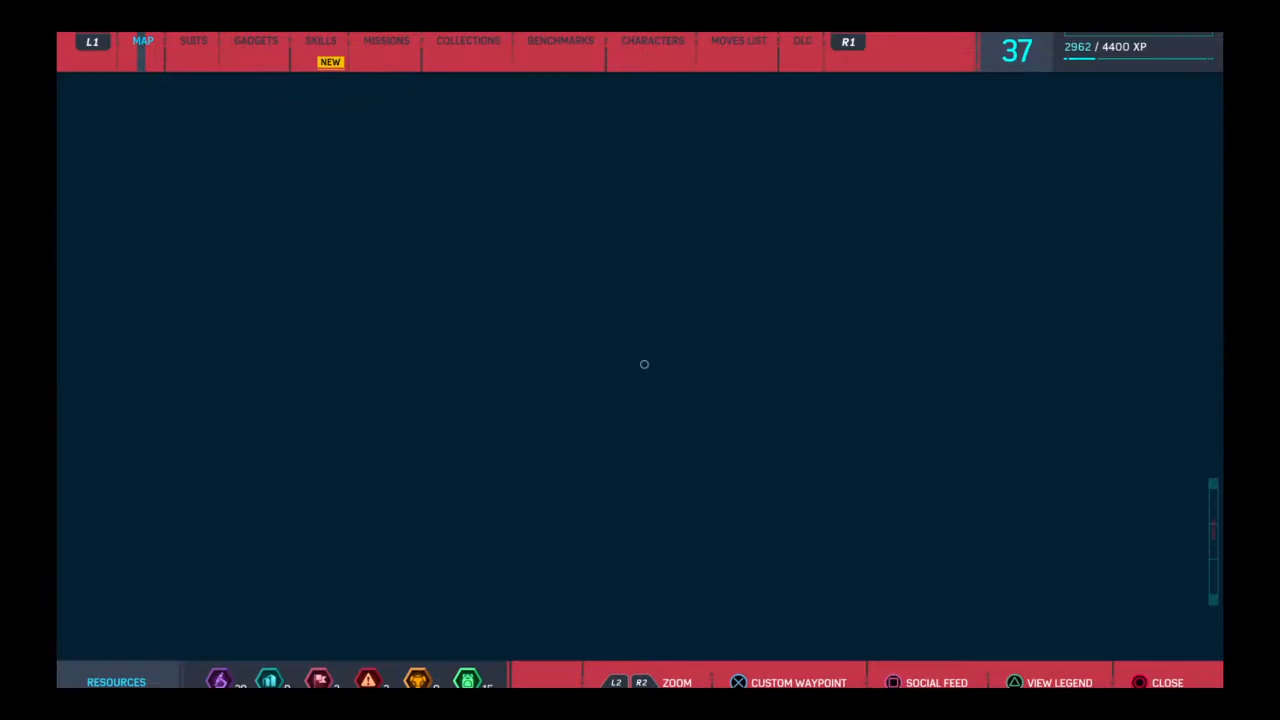 L1 MAP SUITS GADGETS SKILLS MISSIONS COLLECTIONS BENCHMARKS CHARACTERS MOVES LIST DLC R1
NEW
37 2962 / 4400 XP
RESOURCES L2 R2 ZOOM CUSTOM WAYPOINT SOCIAL FEED VIEW LEGEND CLOSE